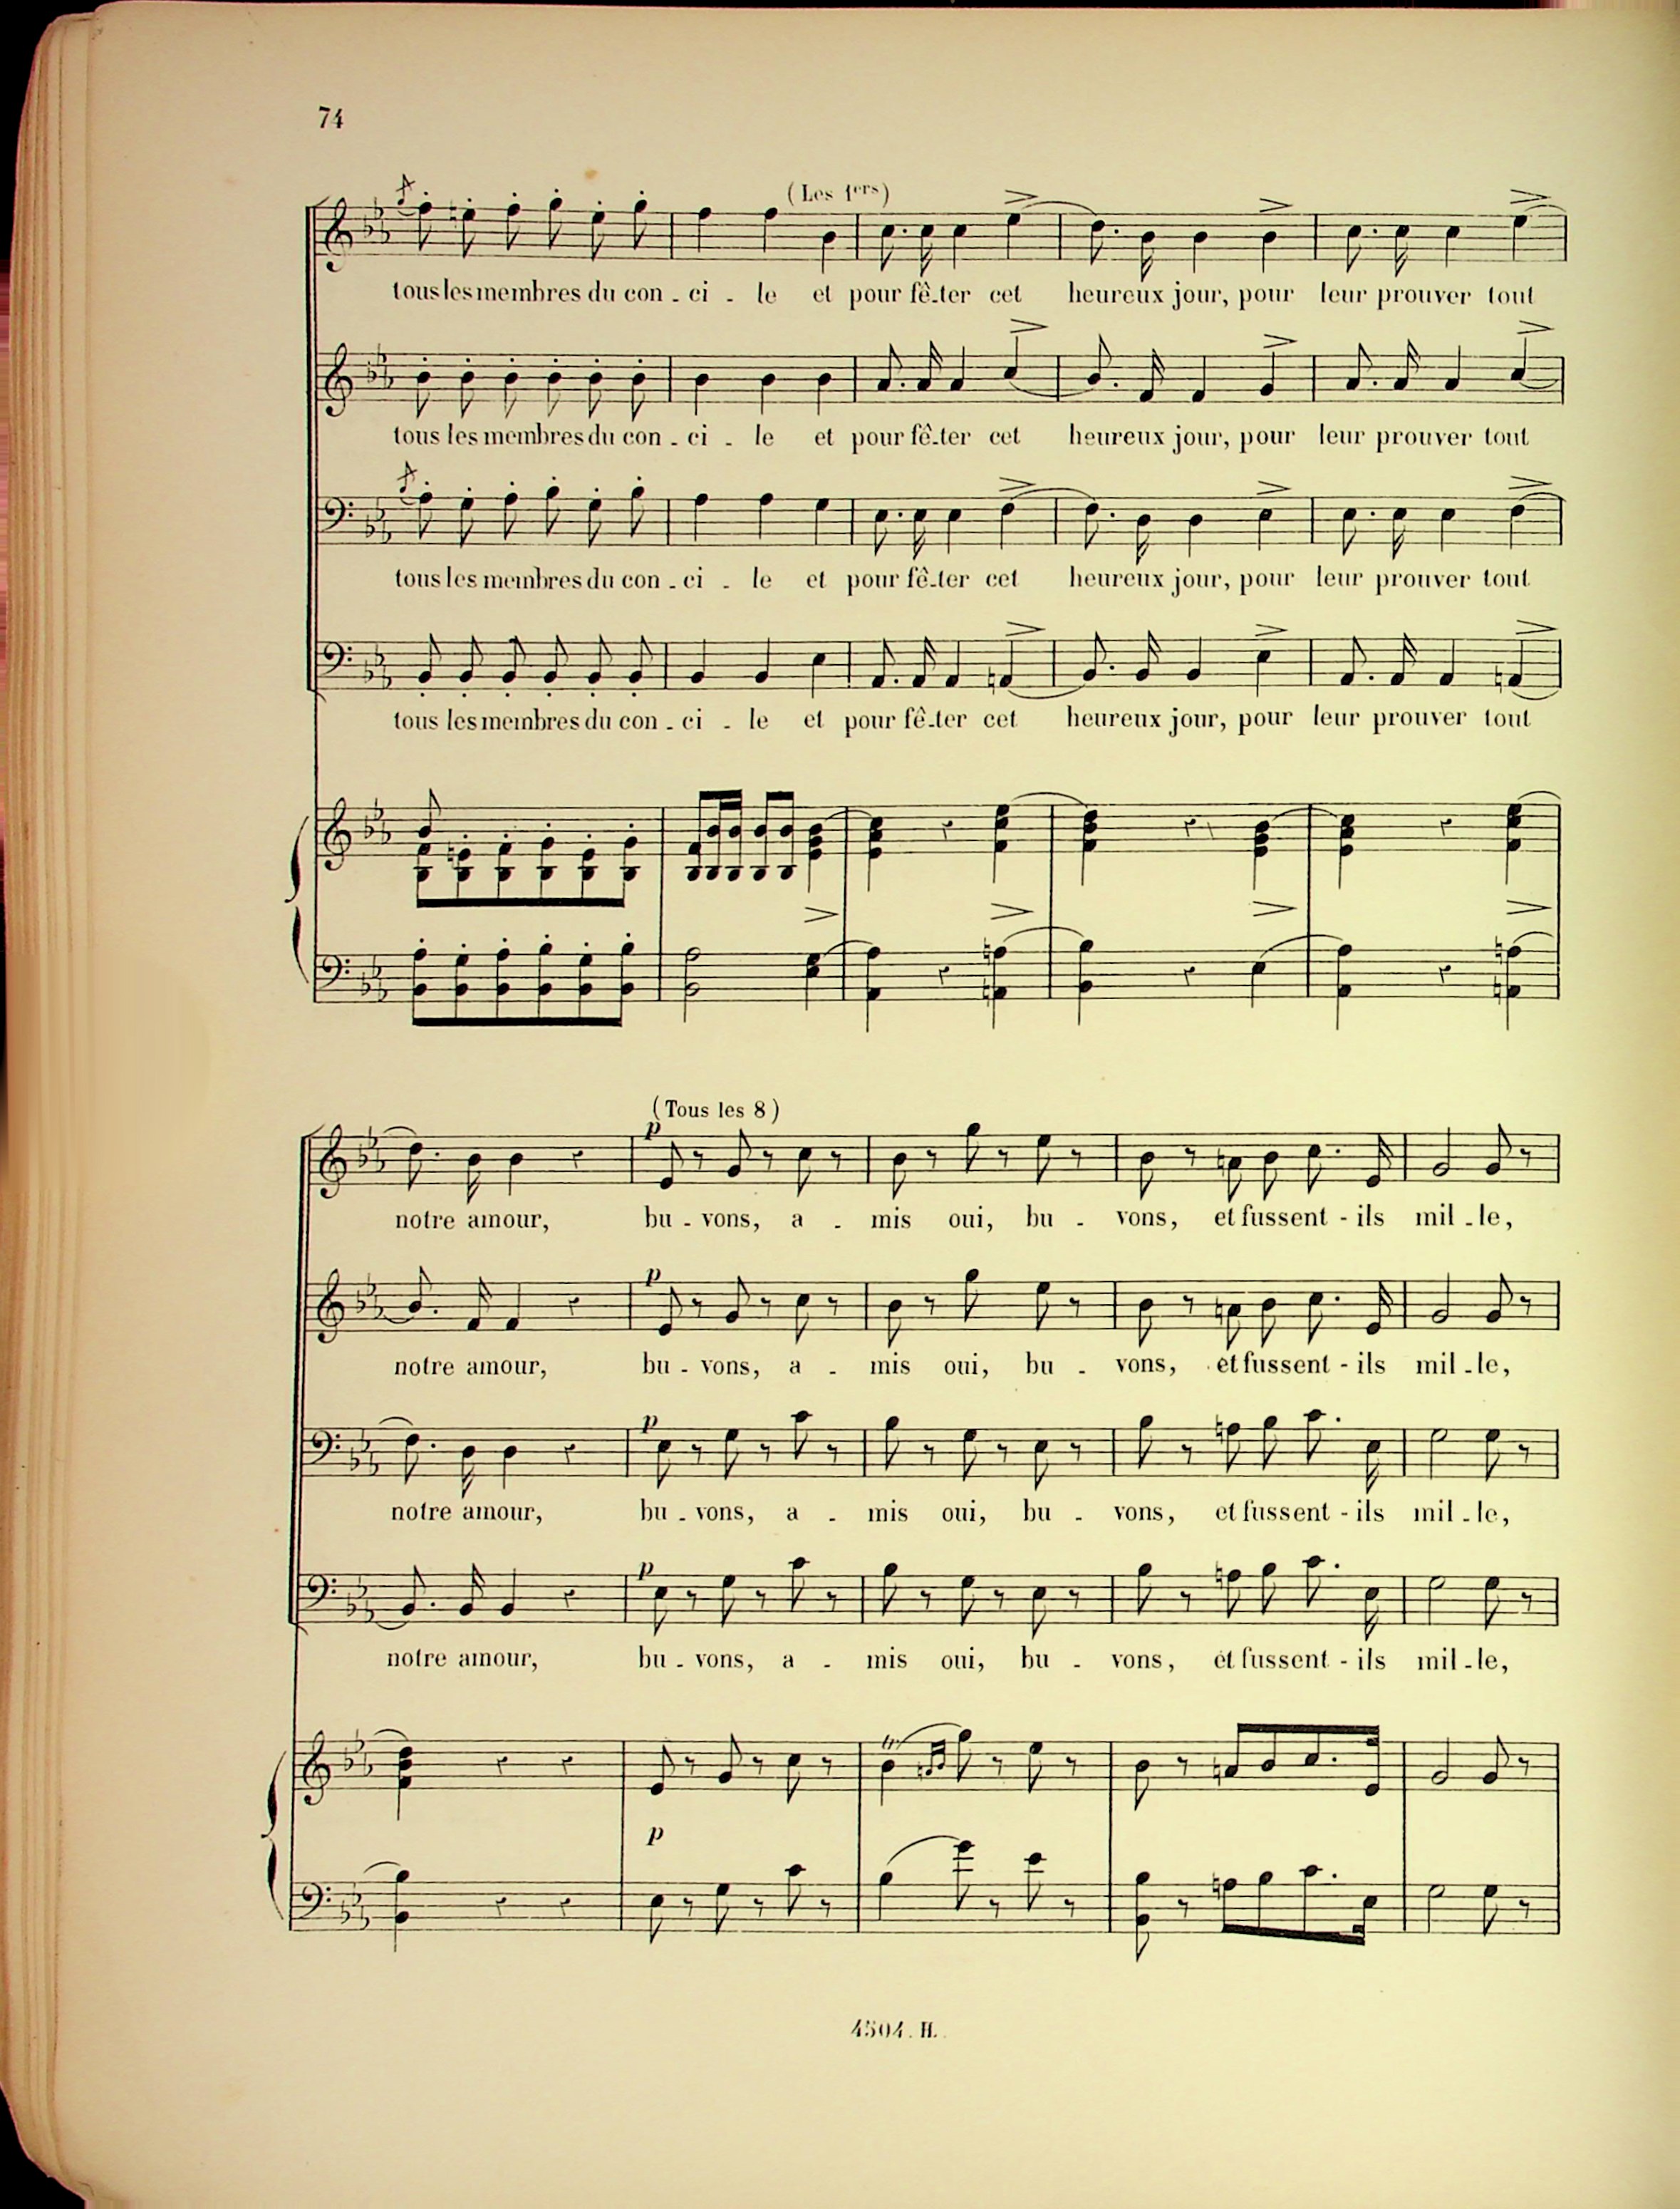 74
(Les 1ers)
tous les membres du con - ci - le et pour fê - ter cet heureux jour, pour leur prouver tout
tous les membres du con - ci - le et pour fê - ter cet heureux jour, pour leur prouver tout
tous les membres du con - ci - le et pour fê - ter cet heureux jour, pour leur prouver tout
tous les membres du con - ci - le et pour fê - ter cet heureux jour, pour leur prouver tout
(Tous les 8)
p
notre amour, bu - vons, a - mis oui, bu - vons, et fussent - ils mil - le,
p
notre amour, bu - vons, a - mis oui, bu - vons, et fussent - ils mil - le,
p
notre amour, bu - vons, a - mis oui, bu - vons, et fussent - ils mil - le,
p
notre amour, bu - vons, a - mis oui, bu - vons, et fussent - ils mil - le,
tr
p
4504. H.